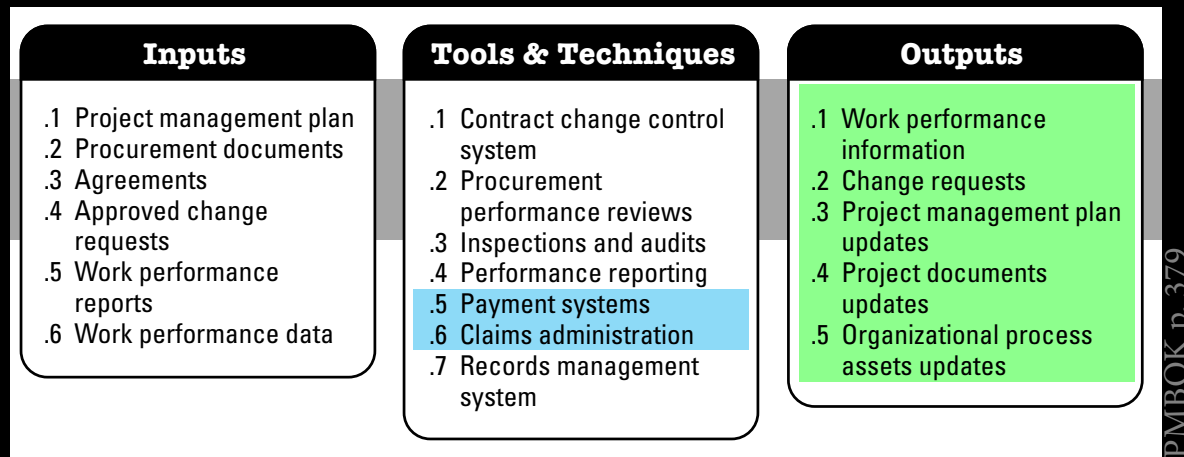 Inputs
.1 Project management plan
.2 Procurement documents
.3 Agreements
.4 Approved change
requests
.5 Work performance
reports
.6 Work performance data
Tools & Techniques
.1 Contract change control
system
.2 Procurement
performance reviews
.3 Inspections and audits
.4 Performance reporting
.5 Payment systems
.6 Claims administration
.7 Records management
system
Outputs
.1 Work performance
information
.2 Change requests
.3 Project management plan
updates
.4 Project documents
updates
.5 Organizational process
assets updates
PMBOK p. 379